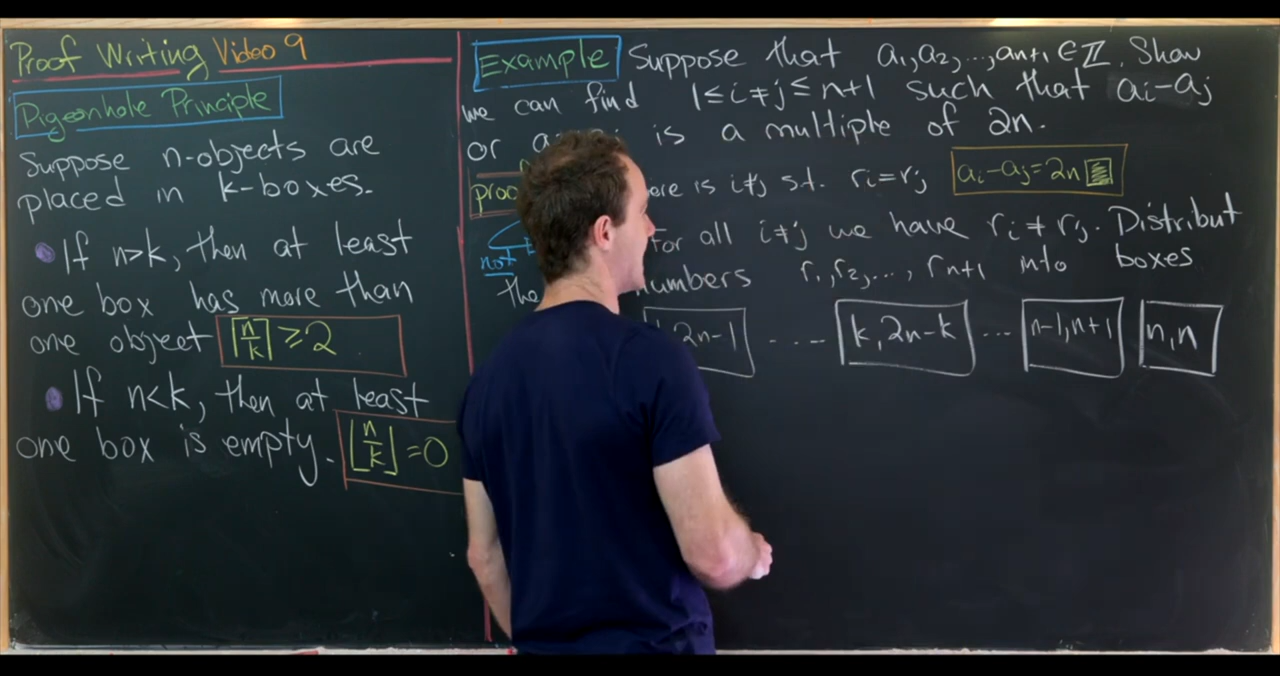 Proof Writing Video 9
Pigeonhole Principle
Suppose n-objects are
placed in k-boxes.
If n>k, then at least
one box has more than
one object ⌈n/k⌉ ≥ 2
If n<k, then at least
one box is empty. ⌊n/k⌋ = 0
Example Suppose that a₁, a₂, ..., aₙ₊₁ ∈ ℤ. Show
we can find 1 ≤ i ≠ j ≤ n+1 such that aᵢ - aⱼ
or is a multiple of 2n.
is i≠j s.t. rᵢ = rⱼ aᵢ - aⱼ = 2n
not for all i≠j we have rᵢ ≠ rⱼ. Distribut
r₁, r₂, ..., rₙ₊₁ into boxes
2n-1 ---- k, 2n-k ... n-1, n+1 n, n